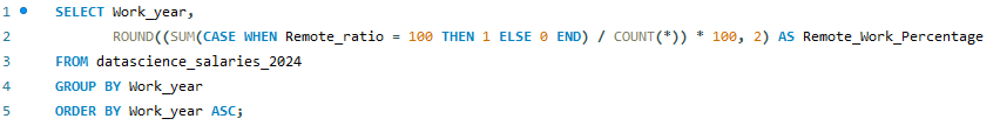 1 SELECT Work_year,
2 ROUND((SUM(CASE WHEN Remote_ratio = 100 THEN 1 ELSE 0 END) / COUNT(*)) * 100, 2) AS Remote_Work_Percentage
3 FROM datascience_salaries_2024
4 GROUP BY Work_year
5 ORDER BY Work_year ASC;